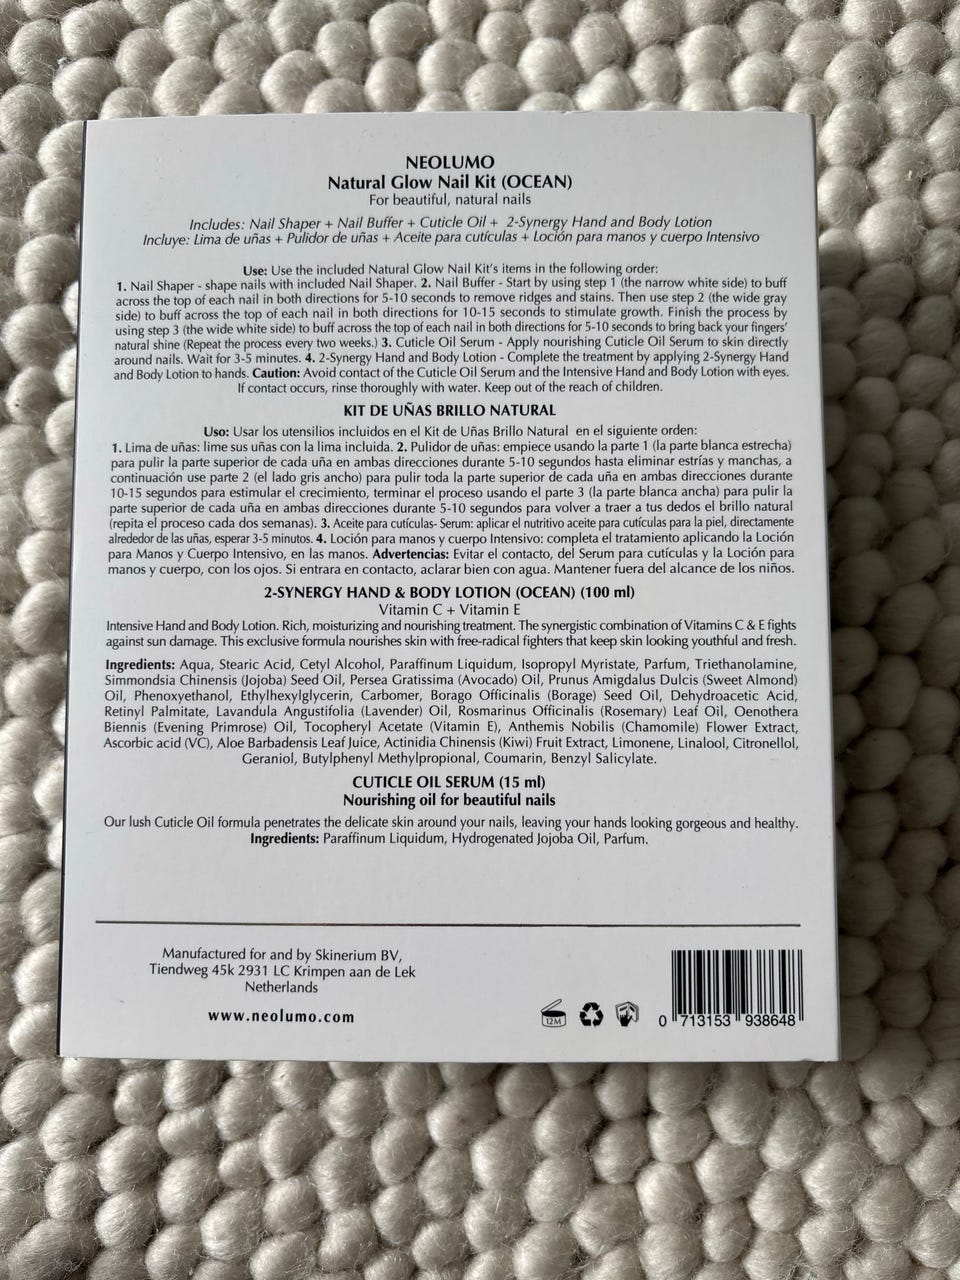 NEOLUMO
Natural Glow Nail Kit (OCEAN)
For beautiful, natural nails
Includes: Nail Shaper + Nail Buffer + Cuticle Oil + 2-Synergy Hand and Body Lotion
Incluye: Lima de uñas + Pulidor de uñas + Aceite para cutículas + Loción para manos y cuerpo Intensivo
Use: Use the included Natural Glow Nail Kit's items in the following order:
1. Nail Shaper - shape nails with included Nail Shaper. 2. Nail Buffer - Start by using step 1 (the narrow white side) to buff
across the top of each nail in both directions for 5-10 seconds to remove ridges and stains. Then use step 2 (the wide gray
side) to buff across the top of each nail in both directions for 10-15 seconds to stimulate growth. Finish the process by
using step 3 (the wide white side) to buff across the top of each nail in both directions for 5-10 seconds to bring back your fingers'
natural shine (Repeat the process every two weeks.) 3. Cuticle Oil Serum - Apply nourishing Cuticle Oil Serum to skin directly
around nails. Wait for 3-5 minutes. 4. 2-Synergy Hand and Body Lotion - Complete the treatment by applying 2-Synergy Hand
and Body Lotion to hands. Caution: Avoid contact of the Cuticle Oil Serum and the Intensive Hand and Body Lotion with eyes.
If contact occurs, rinse thoroughly with water. Keep out of the reach of children.
KIT DE UÑAS BRILLO NATURAL
Uso: Usar los utensilios incluidos en el Kit de Uñas Brillo Natural en el siguiente orden:
1. Lima de uñas: lime sus uñas con la lima incluida. 2. Pulidor de uñas: empiece usando la parte 1 (la parte blanca estrecha)
para pulir la parte superior de cada uña en ambas direcciones durante 5-10 segundos hasta eliminar estrías y manchas, a
continuación use parte 2 (el lado gris ancho) para pulir toda la parte superior de cada uña en ambas direcciones durante
10-15 segundos para estimular el crecimiento, terminar el proceso usando el parte 3 (la parte blanca ancha) para pulir la
parte superior de cada uña en ambas direcciones durante 5-10 segundos para volver a traer a tus dedos el brillo natural
(repita el proceso cada dos semanas). 3. Aceite para cutículas- Serum: aplicar el nutritivo aceite para cutículas para la piel, directamente
alrededor de las uñas, esperar 3-5 minutos. 4. Loción para manos y cuerpo Intensivo: completa el tratamiento aplicando la Loción
para Manos y Cuerpo Intensivo, en las manos. Advertencias: Evitar el contacto, del Serum para cutículas y la Loción para
manos y cuerpo, con los ojos. Si entrara en contacto, aclarar bien con agua. Mantener fuera del alcance de los niños.
2-SYNERGY HAND & BODY LOTION (OCEAN) (100 ml)
Vitamin C + Vitamin E
Intensive Hand and Body Lotion. Rich, moisturizing and nourishing treatment. The synergistic combination of Vitamins C & E fights
against sun damage. This exclusive formula nourishes skin with free-radical fighters that keep skin looking youthful and fresh.
Ingredients: Aqua, Stearic Acid, Cetyl Alcohol, Paraffinum Liquidum, Isopropyl Myristate, Parfum, Triethanolamine,
Simmondsia Chinensis (Jojoba) Seed Oil, Persea Gratissima (Avocado) Oil, Prunus Amigdalus Dulcis (Sweet Almond)
Oil, Phenoxyethanol, Ethylhexylglycerin, Carbomer, Borago Officinalis (Borage) Seed Oil, Dehydroacetic Acid,
Retinyl Palmitate, Lavandula Angustifolia (Lavender) Oil, Rosmarinus Officinalis (Rosemary) Leaf Oil, Oenothera
Biennis (Evening Primrose) Oil, Tocopheryl Acetate (Vitamin E), Anthemis Nobilis (Chamomile) Flower Extract,
Ascorbic acid (VC), Aloe Barbadensis Leaf Juice, Actinidia Chinensis (Kiwi) Fruit Extract, Limonene, Linalool, Citronellol,
Geraniol, Butylphenyl Methylpropional, Coumarin, Benzyl Salicylate.
CUTICLE OIL SERUM (15 ml)
Nourishing oil for beautiful nails
Our lush Cuticle Oil formula penetrates the delicate skin around your nails, leaving your hands looking gorgeous and healthy.
Ingredients: Paraffinum Liquidum, Hydrogenated Jojoba Oil, Parfum.
Manufactured for and by Skinerium BV,
Tiendweg 45k 2931 LC Krimpen aan de Lek
Netherlands
www.neolumo.com
12M
0 713153 938648